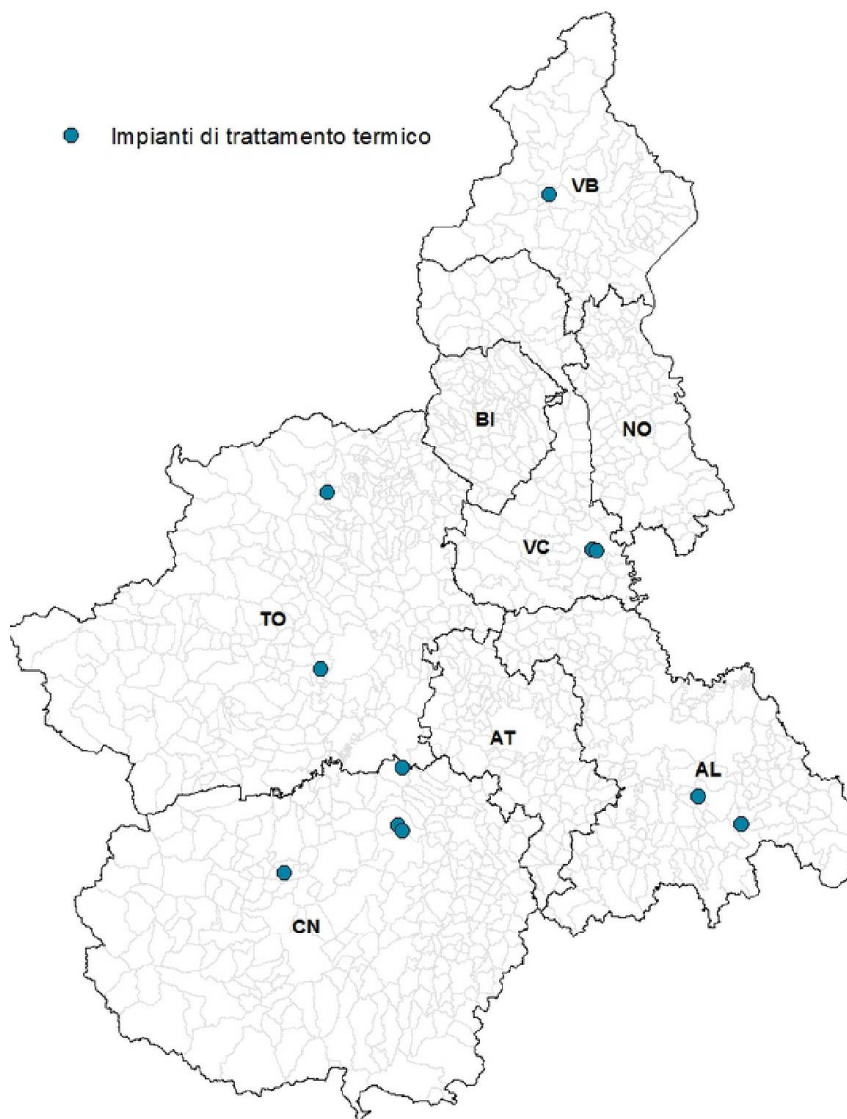 Impianti di trattamento termico
VB
BI
NO
VC
TO
AT
AL
CN